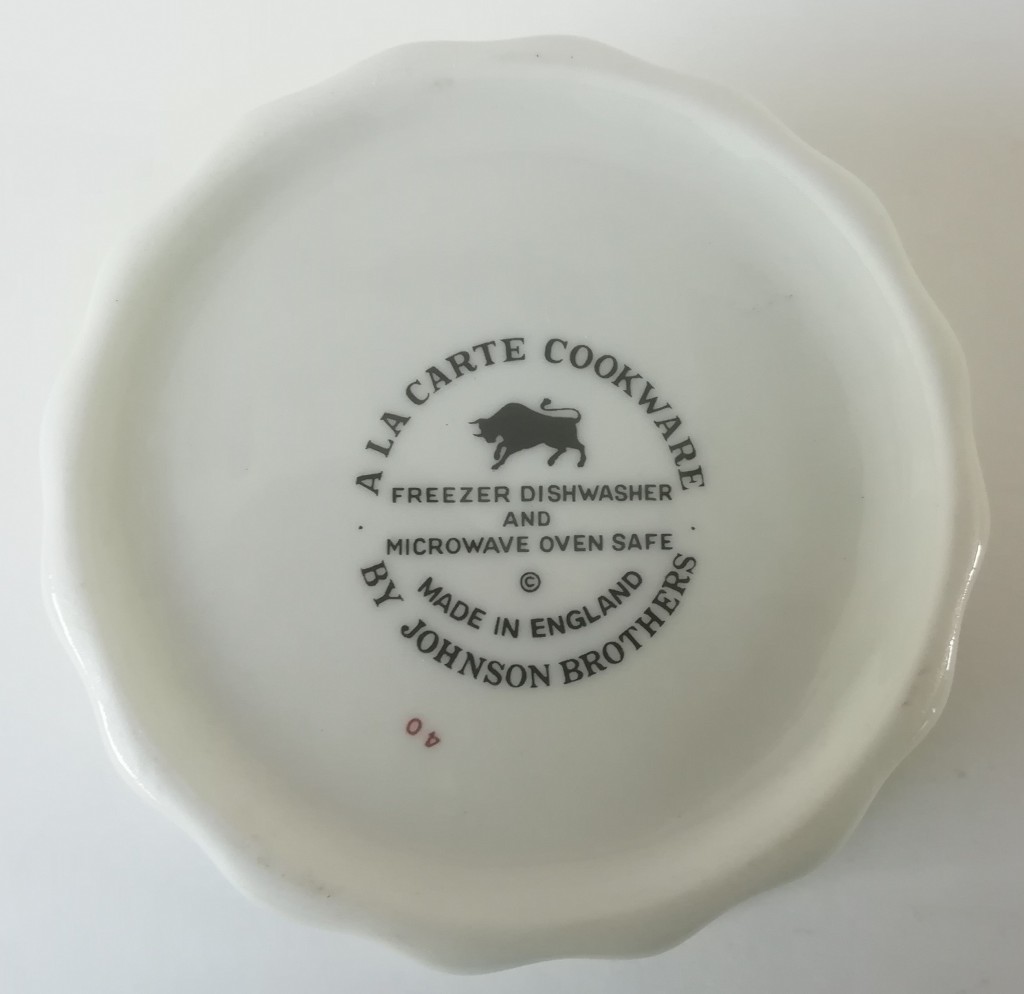 A LA CARTE COOKWARE
FREEZER DISHWASHER
AND
MICROWAVE OVEN SAFE
©
MADE IN ENGLAND
BY JOHNSON BROTHERS
40